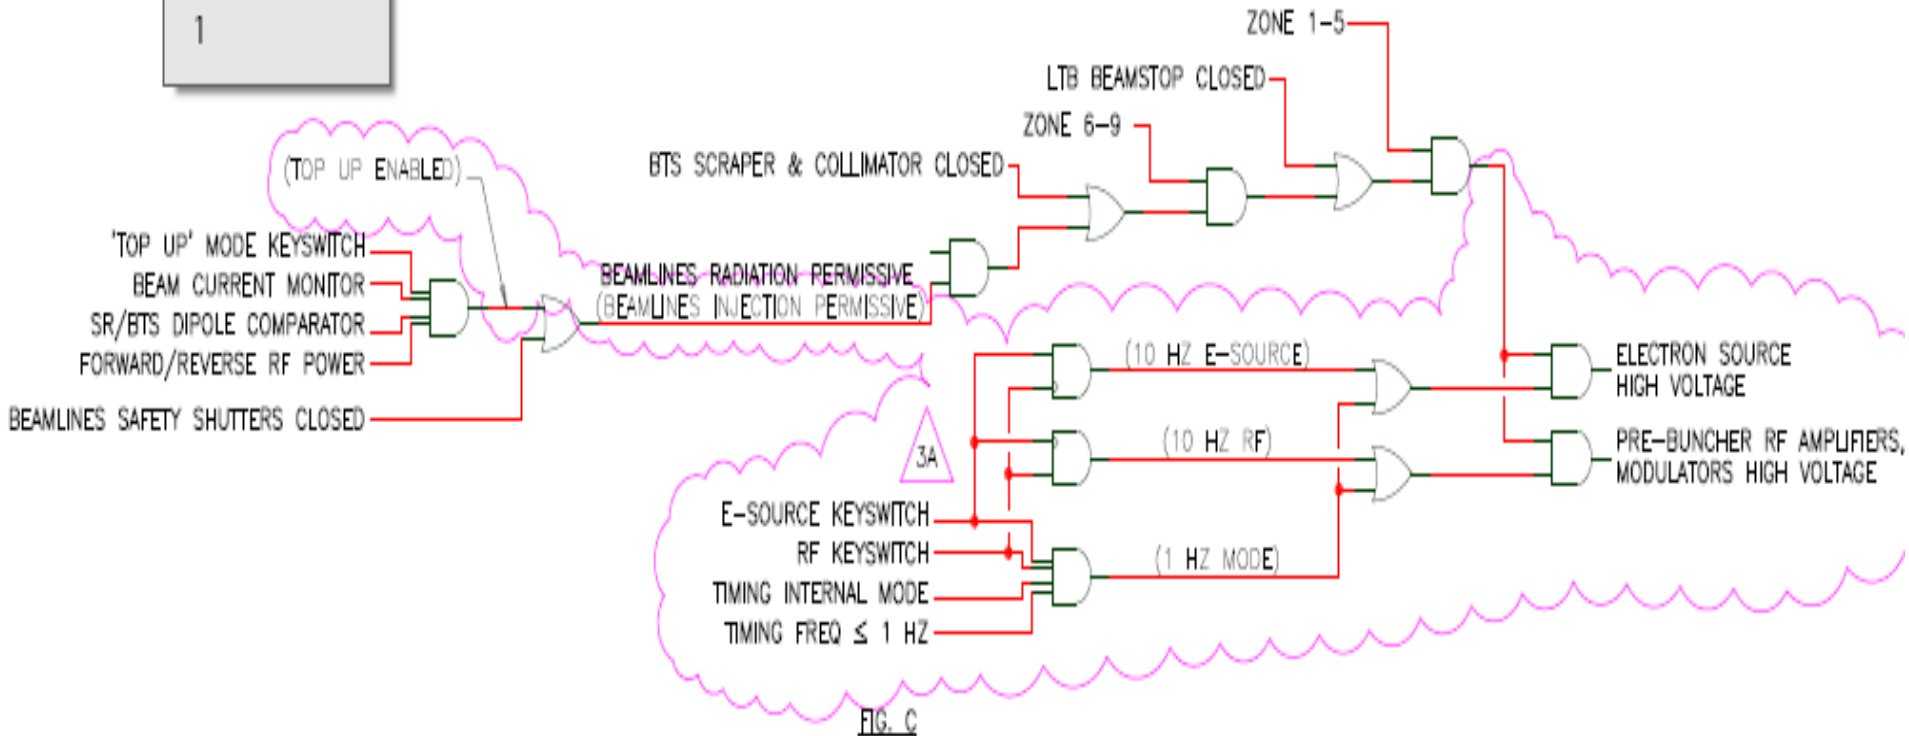 1
ZONE 1-5
LTB BEAMSTOP CLOSED
ZONE 6-9
BTS SCRAPER & COLLIMATOR CLOSED
(TOP UP ENABLED)
'TOP UP' MODE KEYSWITCH
BEAM CURRENT MONITOR
SR/BTS DIPOLE COMPARATOR
FORWARD/REVERSE RF POWER
BEAMLINES SAFETY SHUTTERS CLOSED
BEAMLINES RADIATION PERMISSIVE
(BEAMLINES INJECTION PERMISSIVE)
(10 HZ E-SOURCE)
ELECTRON SOURCE
HIGH VOLTAGE
3A
(10 HZ RF)
PRE-BUNCHER RF AMPLIFIERS,
MODULATORS HIGH VOLTAGE
E-SOURCE KEYSWITCH
RF KEYSWITCH
TIMING INTERNAL MODE
TIMING FREQ ≤ 1 HZ
(1 HZ MODE)
FIG. C